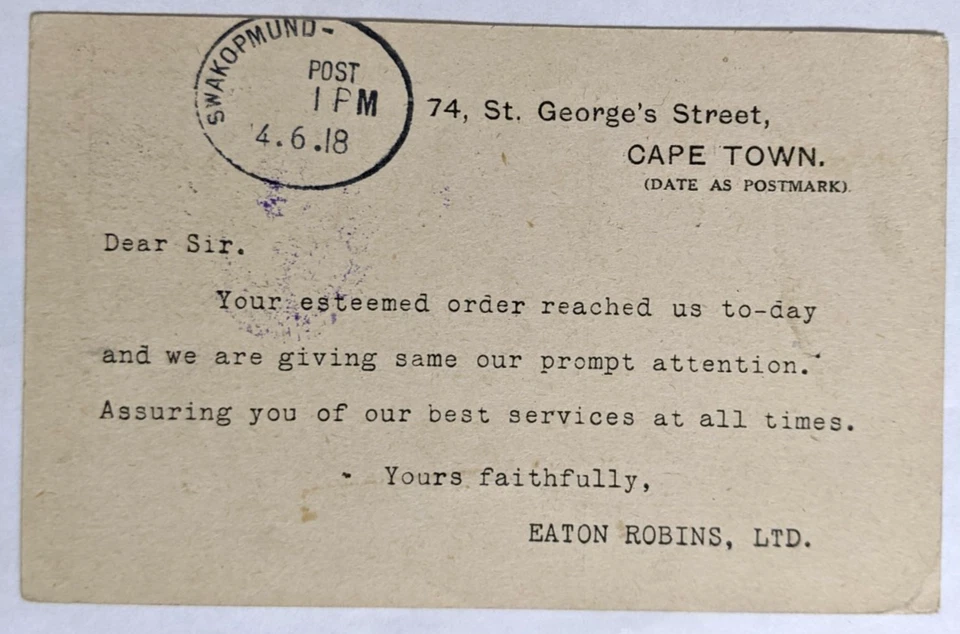 SWAKOPMUND-
POST
1 PM
4.6.18
74, St. George's Street,
CAPE TOWN.
(DATE AS POSTMARK).
Dear Sir.
Your esteemed order reached us to-day
and we are giving same our prompt attention.
Assuring you of our best services at all times.
Yours faithfully,
EATON ROBINS, LTD.